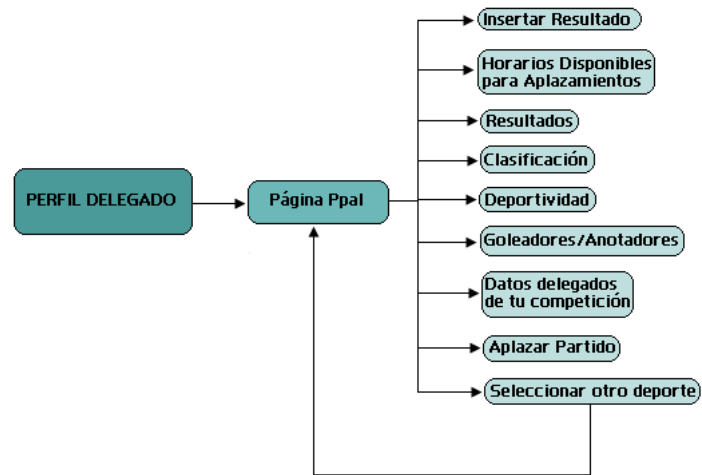 Insertar Resultado
Horarios Disponibles
para Aplazamientos
Resultados
Clasificación
PERFIL DELEGADO
Página Ppal
Deportividad
Goleadores/Anotadores
Datos delegados
de tu competición
Aplazar Partido
Seleccionar otro deporte